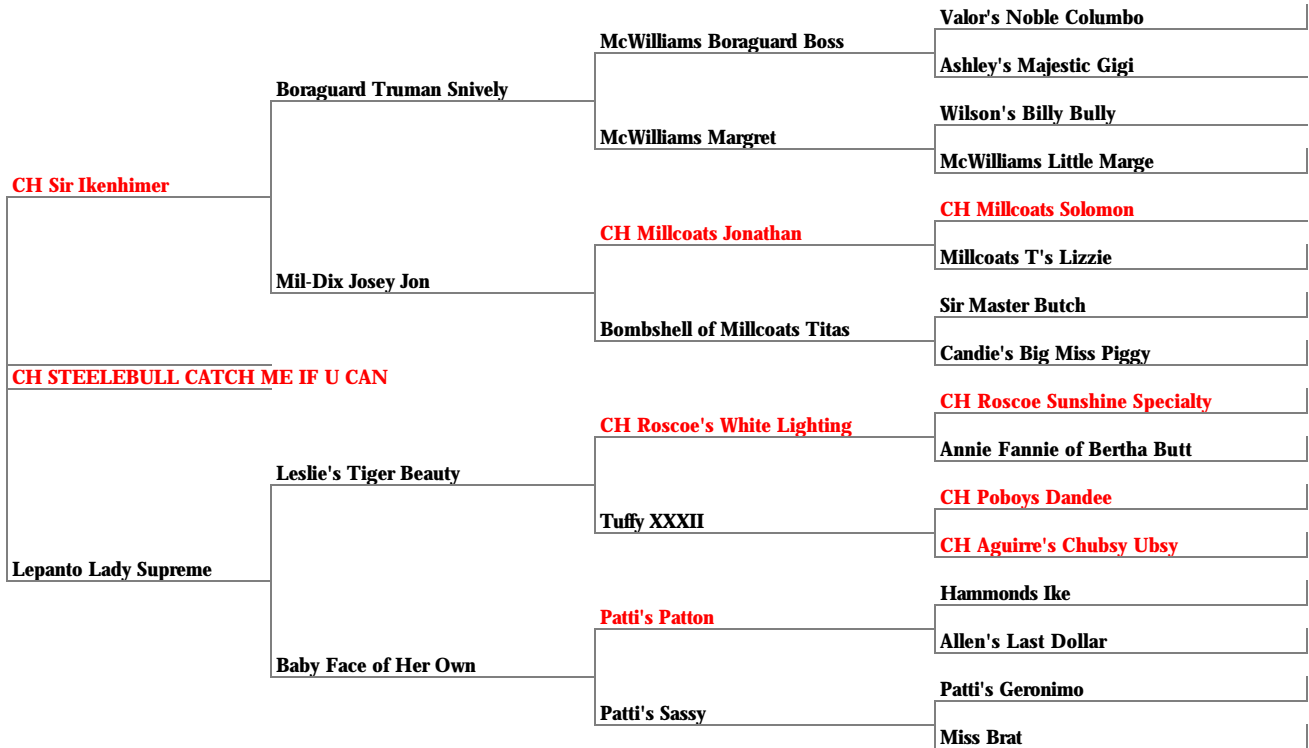 Valor's Noble Columbo
McWilliams Boraguard Boss
Ashley's Majestic Gigi
Boraguard Truman Snively
Wilson's Billy Bully
McWilliams Margret
McWilliams Little Marge
CH Sir Ikenhimer
CH Millcoats Solomon
CH Millcoats Jonathan
Millcoats T's Lizzie
Mil-Dix Josey Jon
Sir Master Butch
Bombshell of Millcoats Titas
Candie's Big Miss Piggy
CH STEELEBULL CATCH ME IF U CAN
CH Roscoe Sunshine Specialty
CH Roscoe's White Lighting
Annie Fannie of Bertha Butt
Leslie's Tiger Beauty
CH Poboys Dandee
Tuffy XXXII
CH Aguirre's Chubsy Ubsy
Lepanto Lady Supreme
Hammonds Ike
Patti's Patton
Allen's Last Dollar
Baby Face of Her Own
Patti's Geronimo
Patti's Sassy
Miss Brat